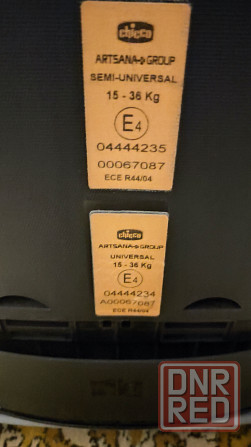 chicco
ARTSANA GROUP
SEMI-UNIVERSAL
15 - 36 Kg
E4
04444235
00067087
ECE R44/04
chicco
ARTSANA GROUP
UNIVERSAL
15 - 36 Kg
E4
04444234
A00067087
ECE R44/04
DNR
RED